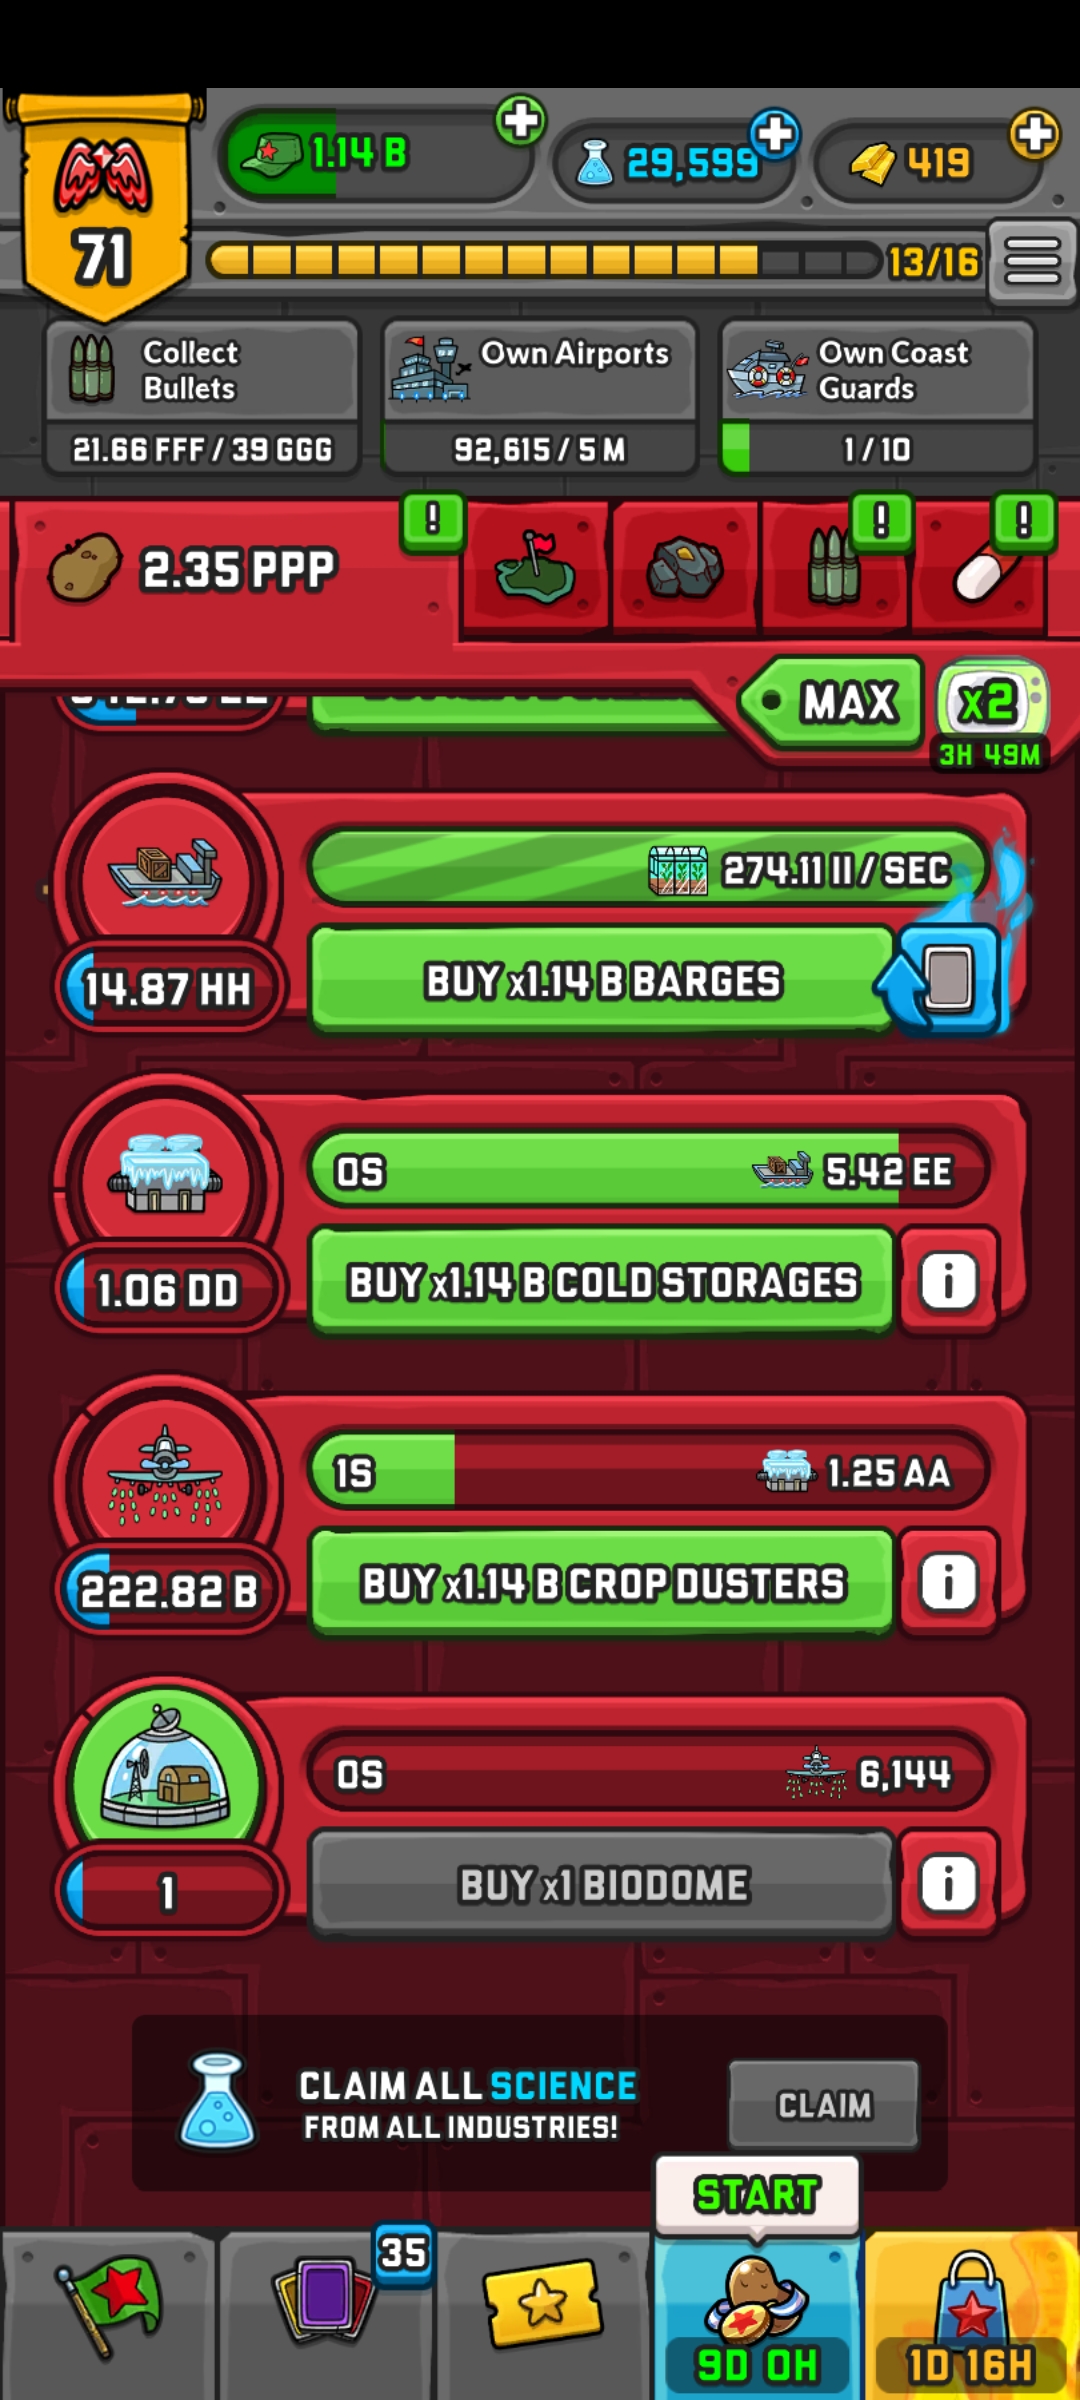 71
1.14 B
29,599
419
13/16
Collect
Bullets
21.66 FFF / 39 GGG
Own Airports
92,615 / 5 M
Own Coast
Guards
1 / 10
2.35 PPP
!
!
!
MAX
x2
3H 49M
274.11 II / SEC
14.87 HH
BUY x1.14 B BARGES
0S
5.42 EE
1.06 DD
BUY x1.14 B COLD STORAGES
i
1S
1.25 AA
222.82 B
BUY x1.14 B CROP DUSTERS
i
0S
6,144
1
BUY x1 BIODOME
i
CLAIM ALL SCIENCE
FROM ALL INDUSTRIES!
CLAIM
START
35
9D 0H
1D 16H